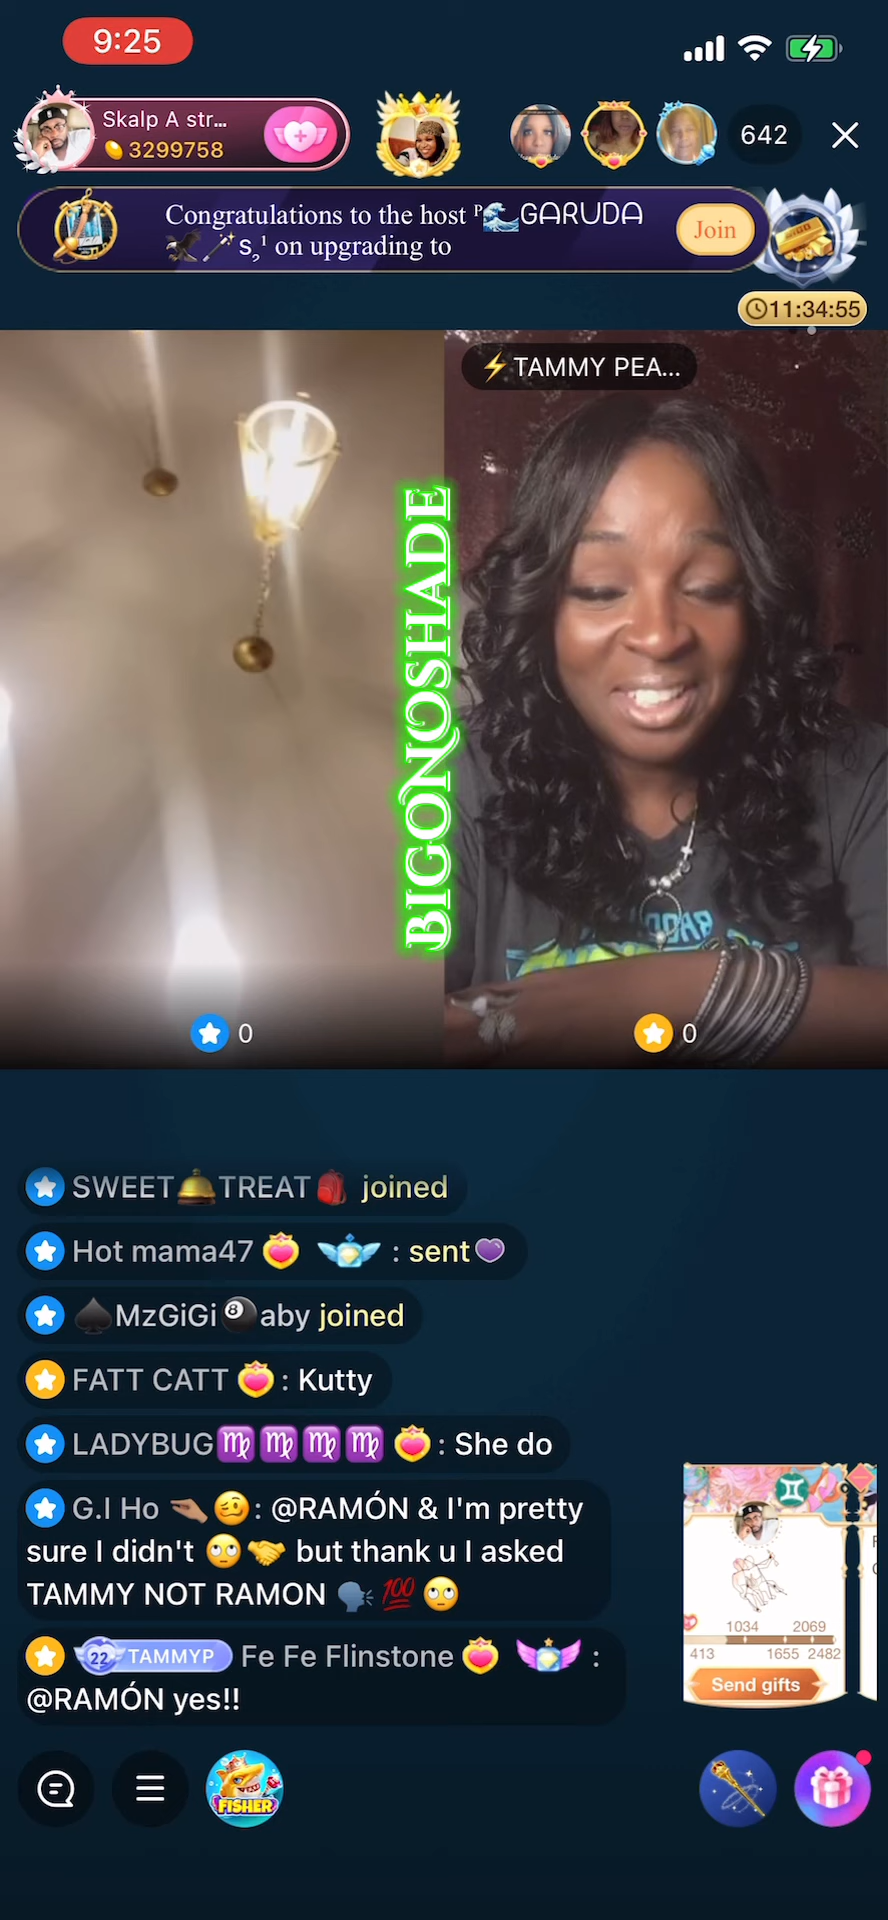 9:25
Skalp A str...
3299758
642
Congratulations to the host ᴾ🌊GARUDA
🦅🪄s₂¹ on upgrading to
Join
11:34:55
⚡TAMMY PEA...
BIGONOSHADE
0
0
SWEET🛎️TREAT🎒 joined
Hot mama47 : sent💜
♠️MzGiGi🎱aby joined
FATT CATT : Kutty
LADYBUG♍♍♍♍ : She do
G.I Ho 🤏🥴: @RAMÓN & I'm pretty
sure I didn't 🙄🤝 but thank u I asked
TAMMY NOT RAMON 🗣️💯🙄
22 TAMMYP Fe Fe Flinstone :
@RAMÓN yes!!
1034 2069
413 1655 2482
Send gifts
FISHER